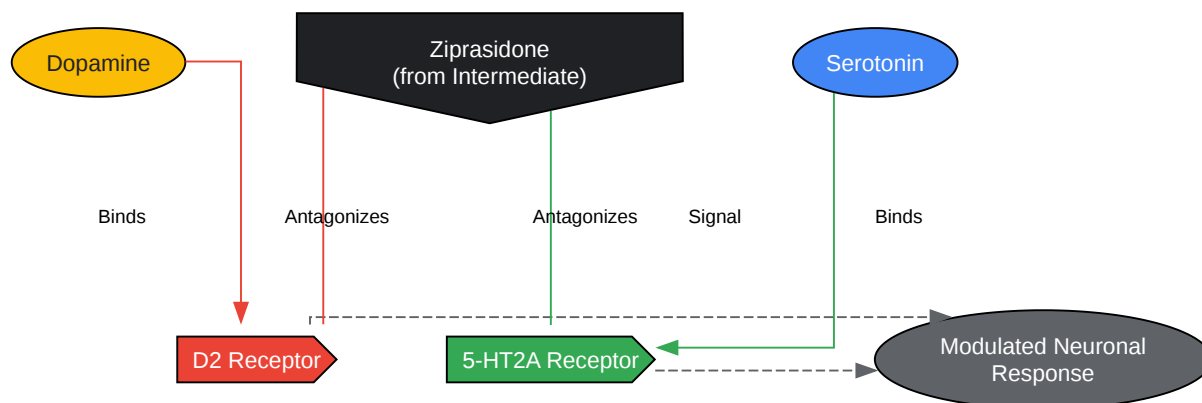 Dopamine
Ziprasidone
(from Intermediate)
Serotonin
Binds
Antagonizes
Antagonizes
Signal
Binds
D2 Receptor
5-HT2A Receptor
Modulated Neuronal
Response